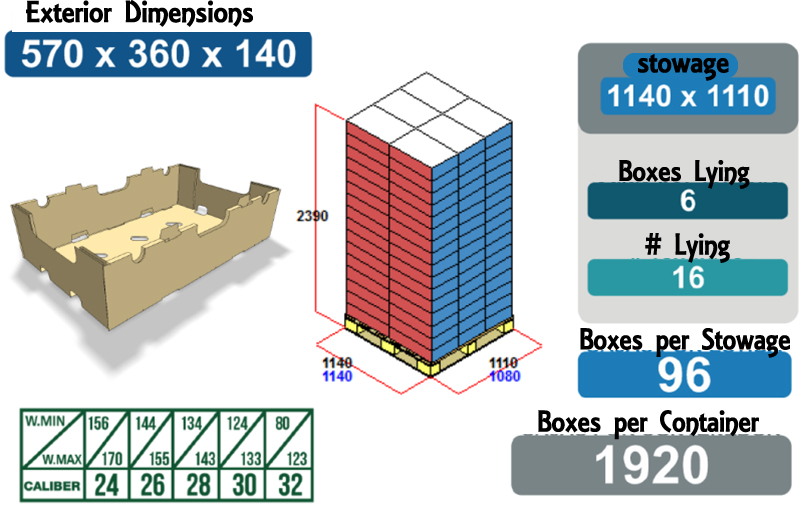 Exterior Dimensions
570 x 360 x 140
stowage
1140 x 1110
2390
Boxes Lying
6
# Lying
16
1140
1140
1110
1080
Boxes per Stowage
96
Boxes per Container
1920
W.MIN 156 144 134 124 80
W.MAX 170 155 143 133 123
CALIBER 24 26 28 30 32